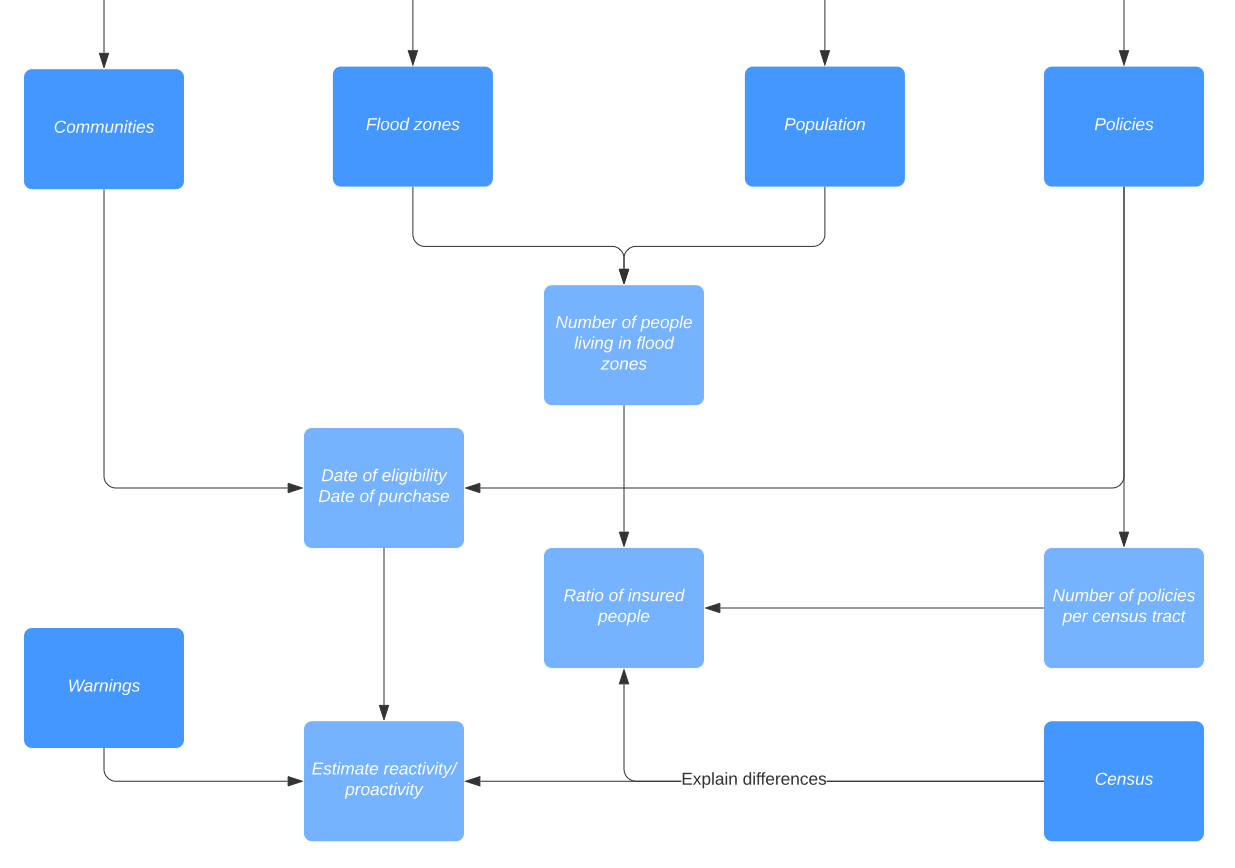 Communities
Flood zones
Population
Policies
Number of people
living in flood
zones
Date of eligibility
Date of purchase
Ratio of insured
people
Number of policies
per census tract
Warnings
Estimate reactivity/
proactivity
Explain differences
Census